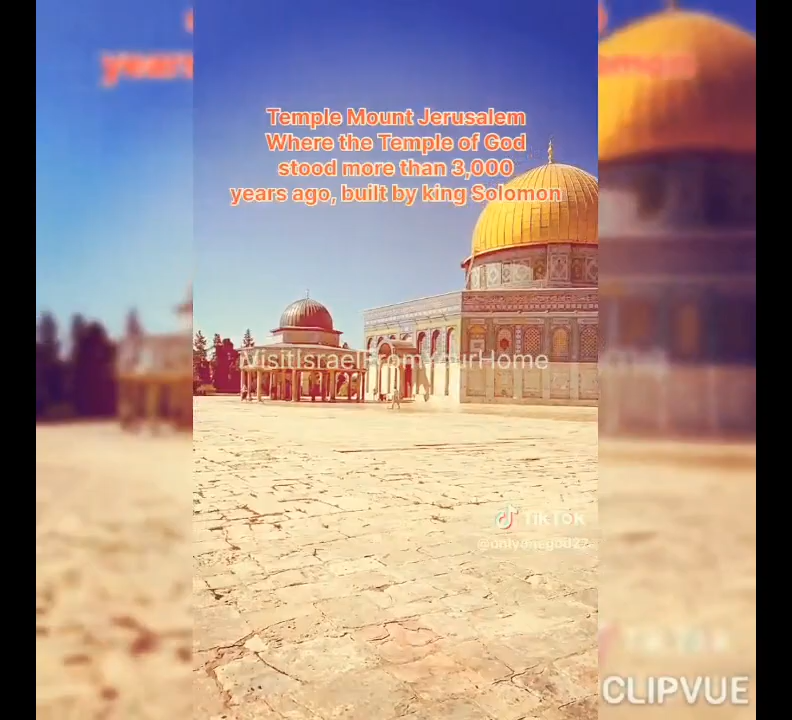 Temple Mount Jerusalem
Where the Temple of God
stood more than 3,000
years ago, built by king Solomon
VisitIsraelFromYourHome
TikTok
@onlyonegod27
CLIPVUE